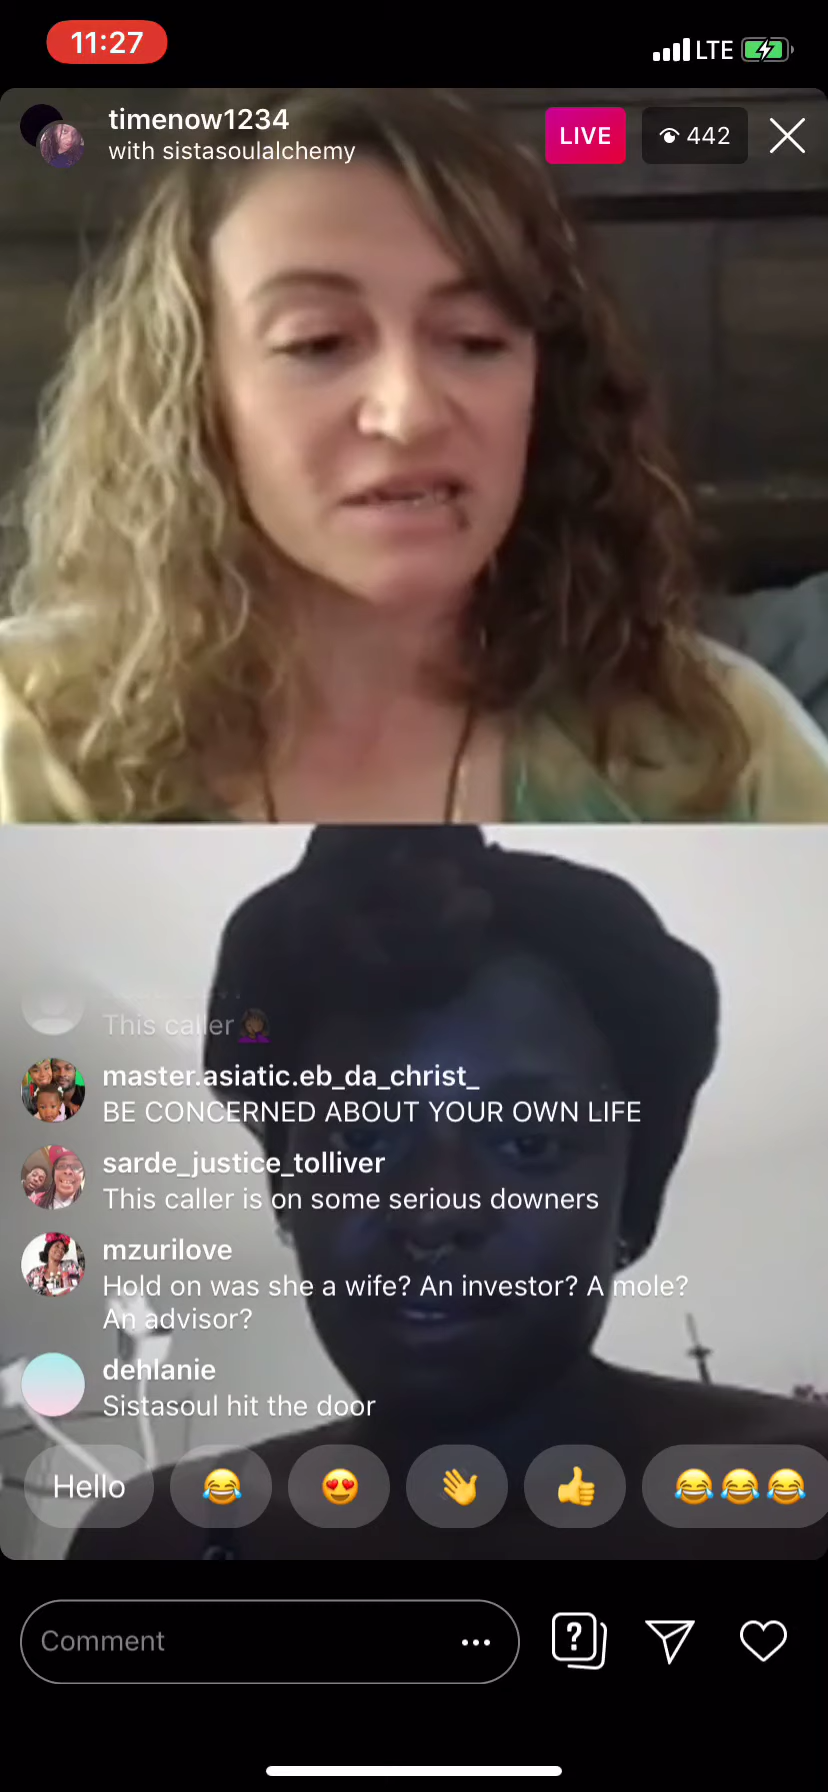 11:27
LTE
timenow1234
with sistasoulalchemy
LIVE
442
This caller
master.asiatic.eb_da_christ_
BE CONCERNED ABOUT YOUR OWN LIFE
sarde_justice_tolliver
This caller is on some serious downers
mzurilove
Hold on was she a wife? An investor? A mole?
An advisor?
dehlanie
Sistasoul hit the door
Hello
Comment